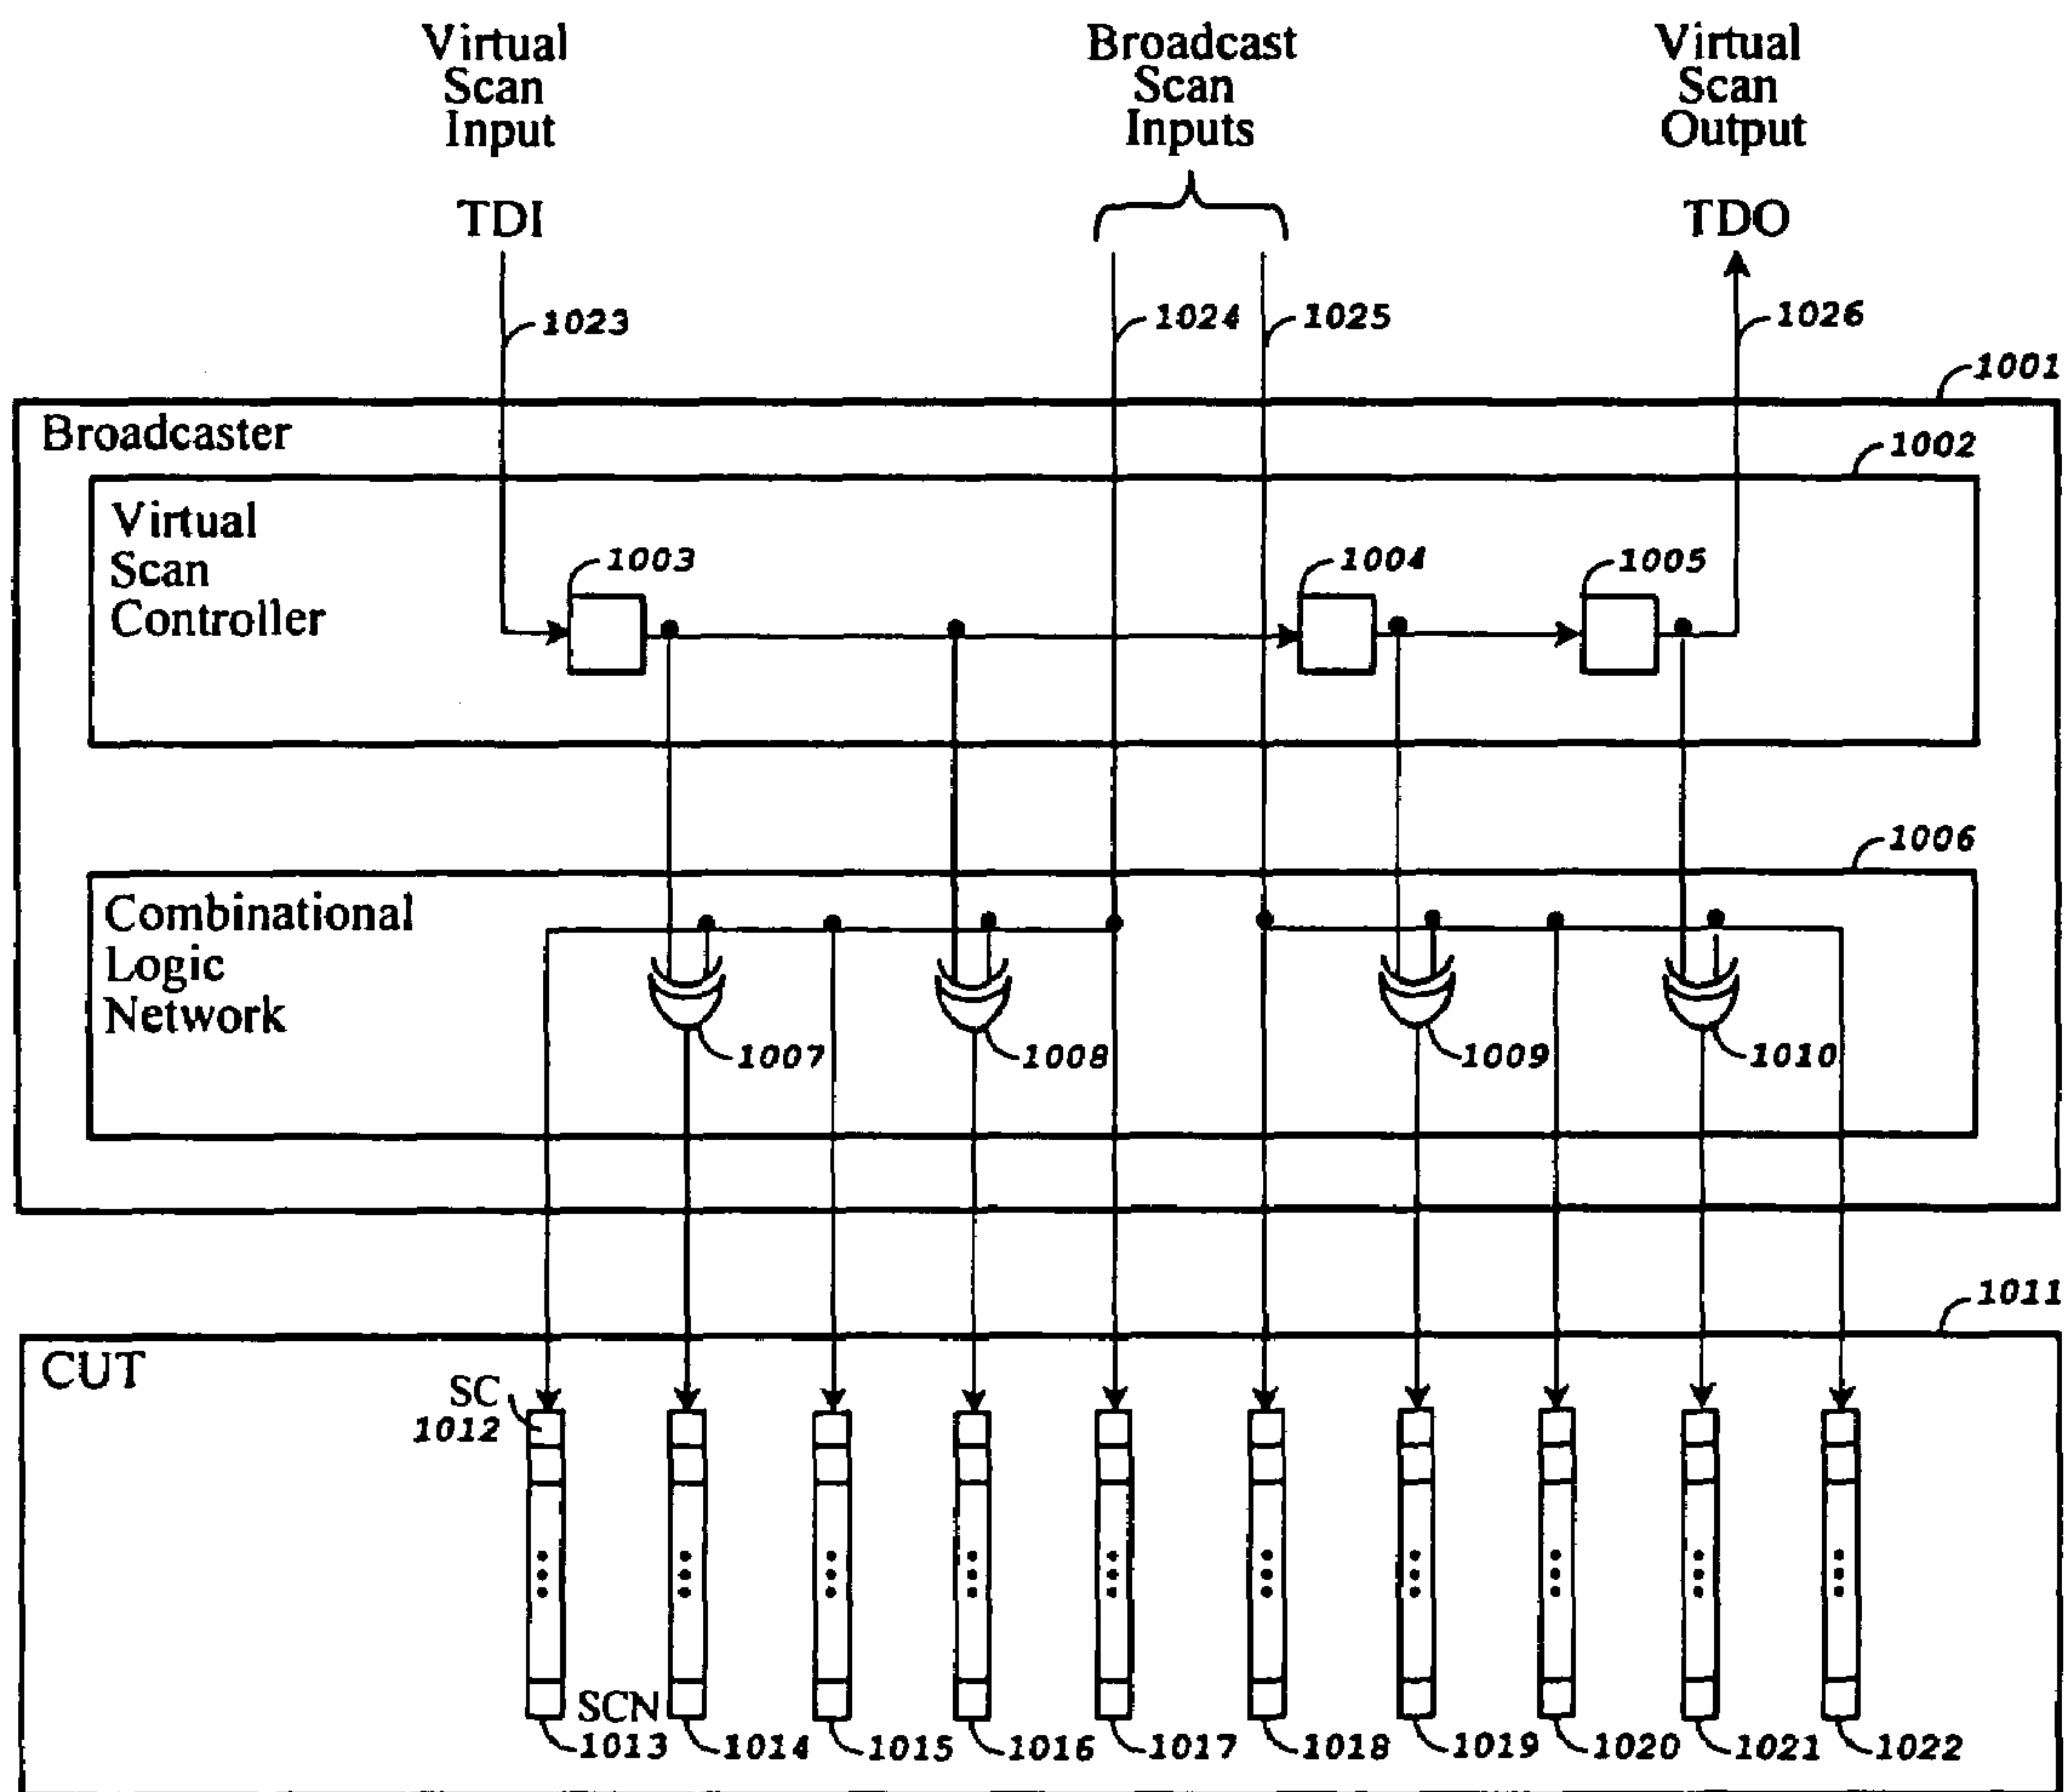 Virtual
Scan
Input
Broadcast
Scan
Inputs
Virtual
Scan
Output
TDI
TDO
1023
1024
1025
1026
1001
Broadcaster
1002
Virtual
Scan
Controller
1003
1004
1005
1006
Combinational
Logic
Network
1007
1008
1009
1010
1011
CUT
SC
1012
SCN
1013
1014
1015
1016
1017
1018
1019
1020
1021
1022